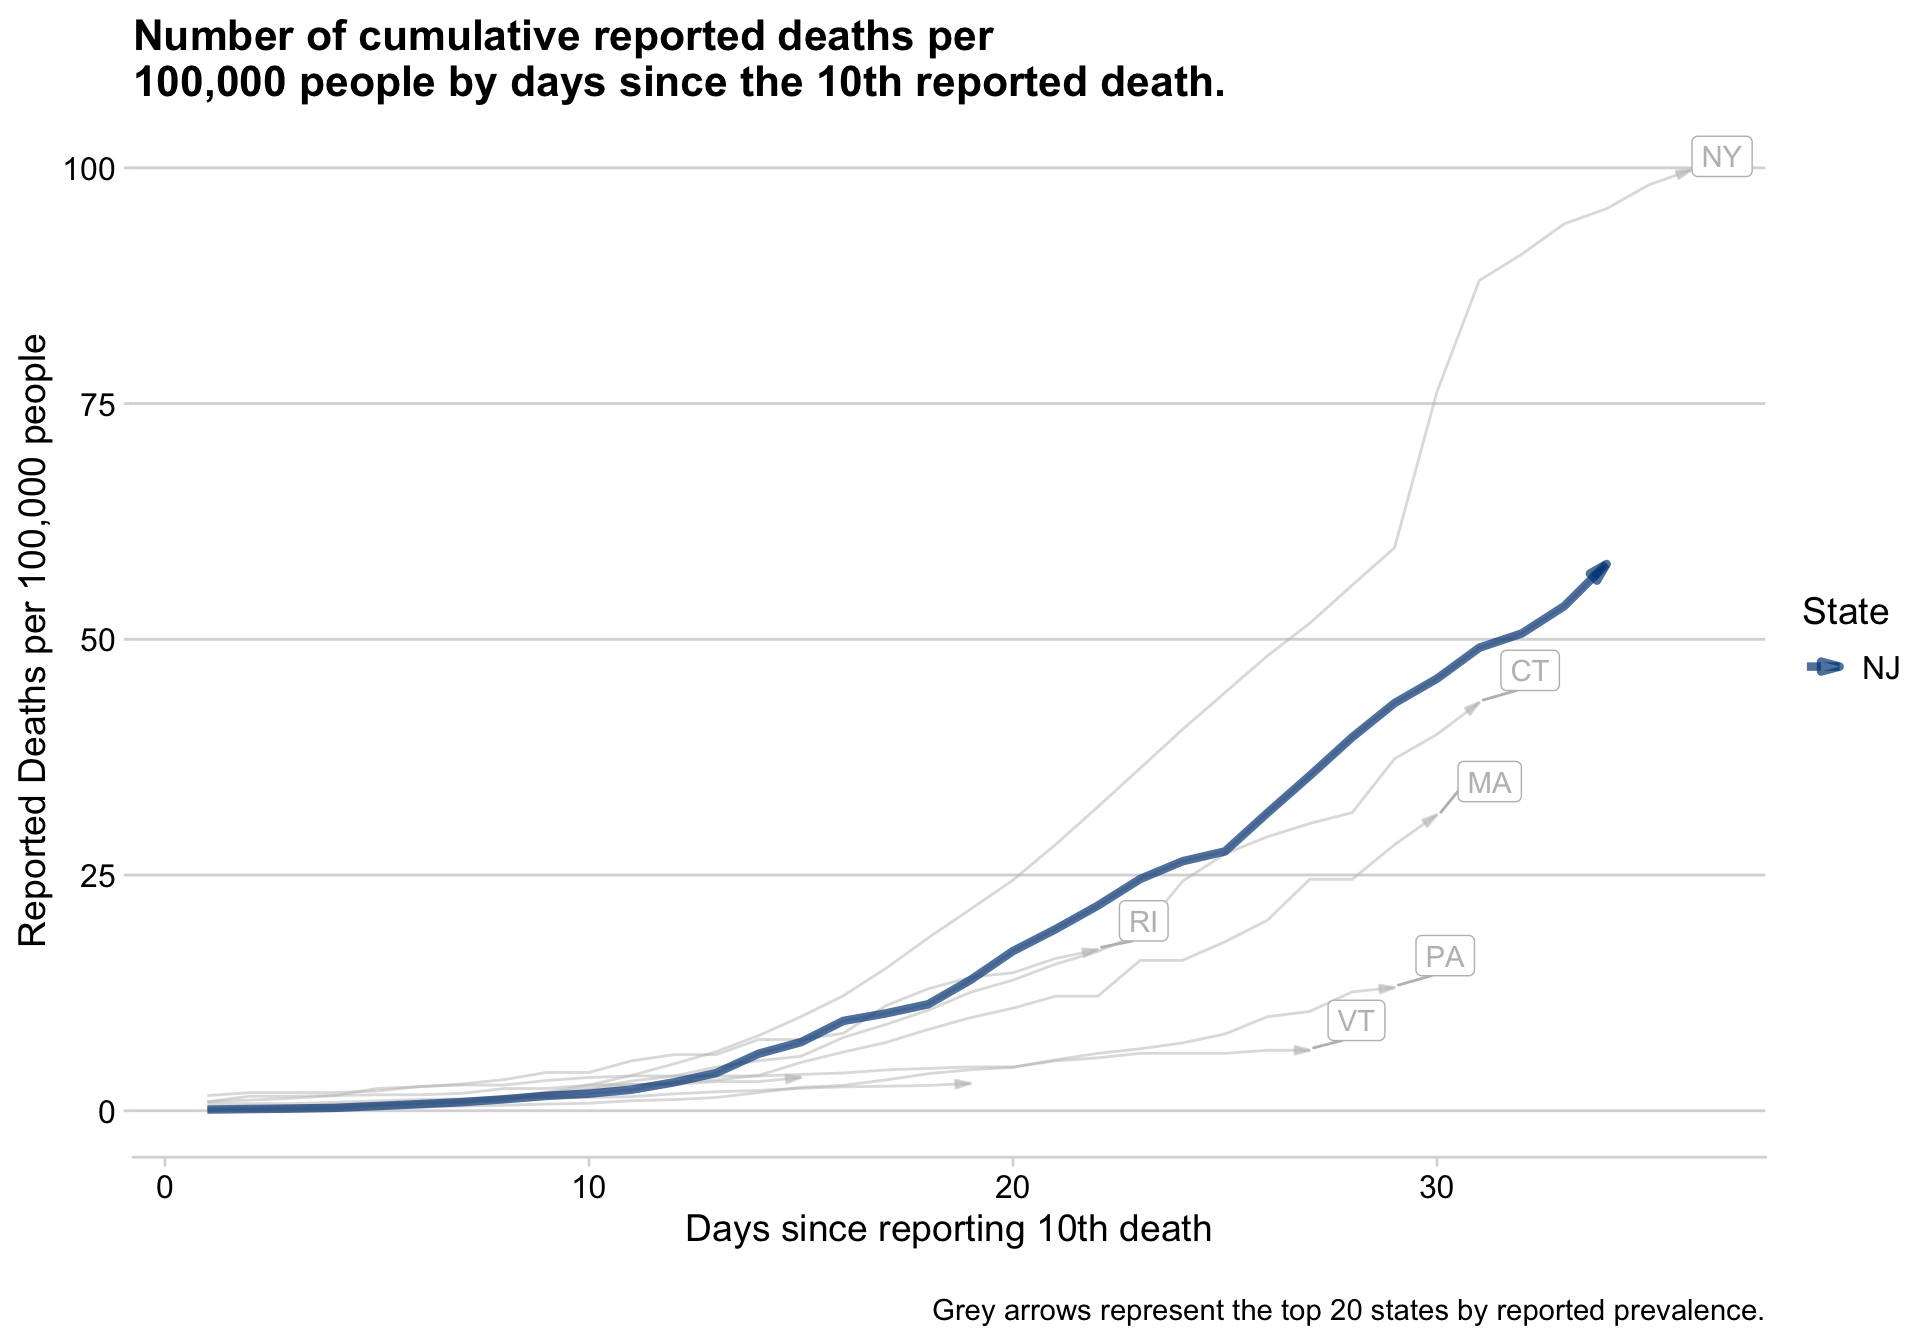 Number of cumulative reported deaths per
100,000 people by days since the 10th reported death.
Reported Deaths per 100,000 people
100
75
50
25
0
NY
CT
MA
RI
PA
VT
State
NJ
0 10 20 30
Days since reporting 10th death
Grey arrows represent the top 20 states by reported prevalence.